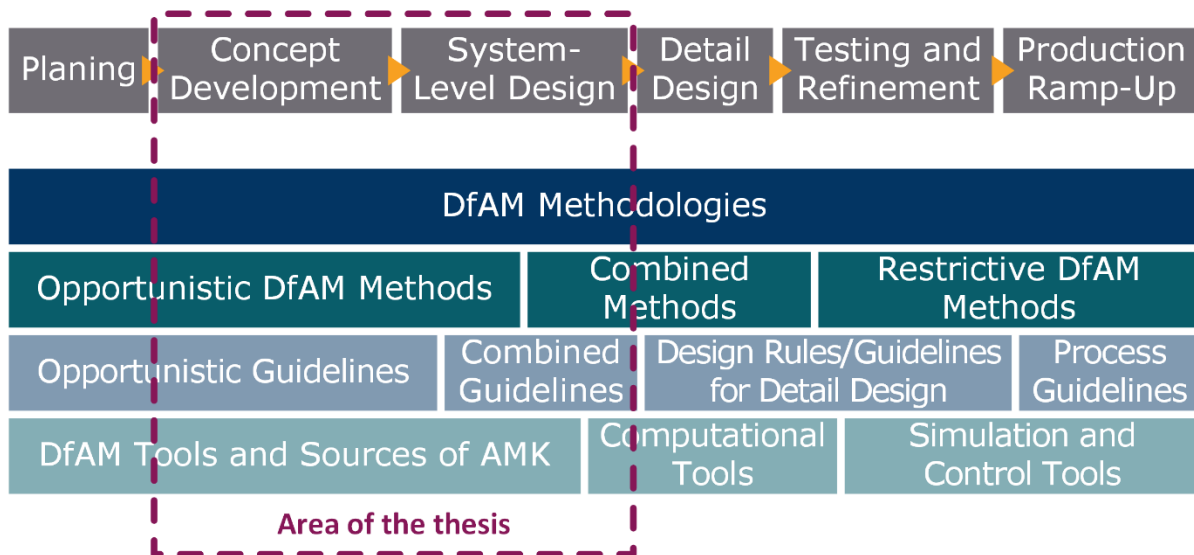 Planing
Concept
Development
System-
Level Design
Detail
Design
Testing and
Refinement
Production
Ramp-Up
DfAM Methodologies
Opportunistic DfAM Methods
Combined
Methods
Restrictive DfAM
Methods
Opportunistic Guidelines
Combined
Guidelines
Design Rules/Guidelines
for Detail Design
Process
Guidelines
DfAM Tools and Sources of AMK
Computational
Tools
Simulation and
Control Tools
Area of the thesis